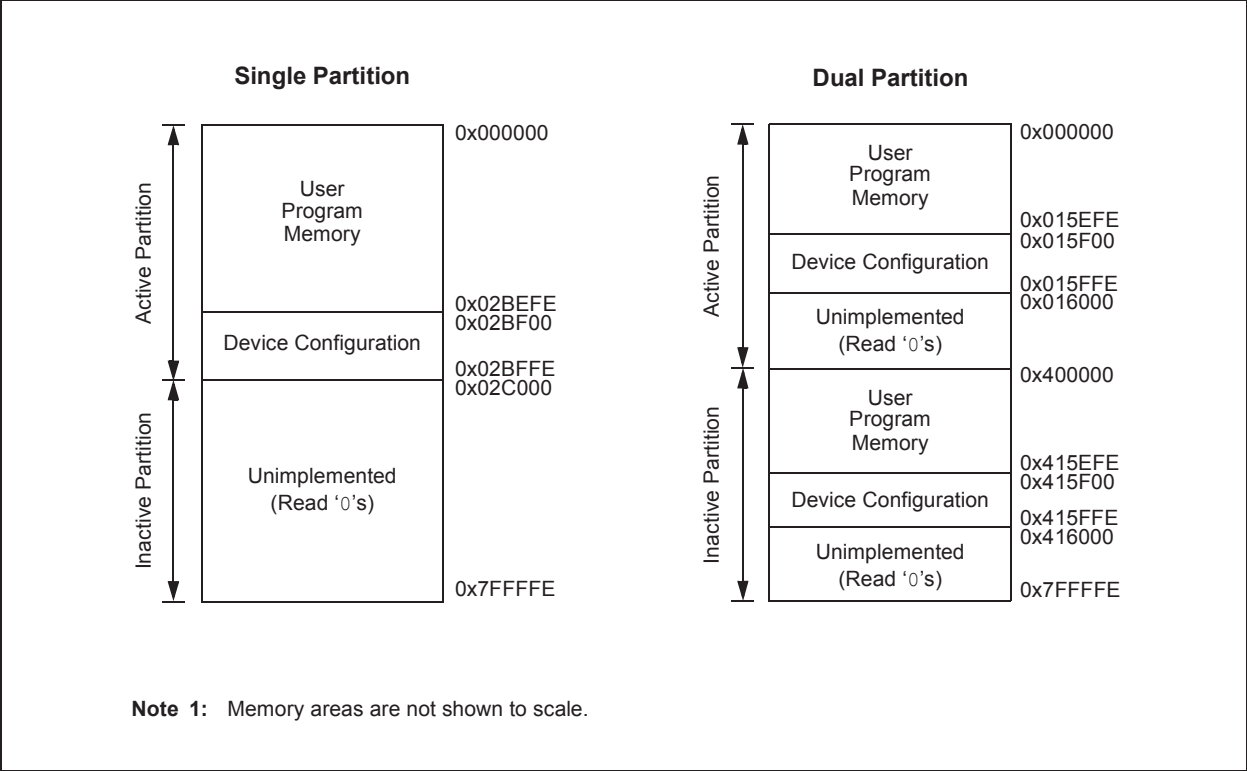 Single Partition
Active Partition
Inactive Partition
User
Program
Memory
Device Configuration
Unimplemented
(Read ‘0’s)
0x000000
0x02BEFE
0x02BF00
0x02BFFE
0x02C000
0x7FFFFE
Dual Partition
Active Partition
Inactive Partition
User
Program
Memory
Device Configuration
Unimplemented
(Read ‘0’s)
User
Program
Memory
Device Configuration
Unimplemented
(Read ‘0’s)
0x000000
0x015EFE
0x015F00
0x015FFE
0x016000
0x400000
0x415EFE
0x415F00
0x415FFE
0x416000
0x7FFFFE
Note 1: Memory areas are not shown to scale.